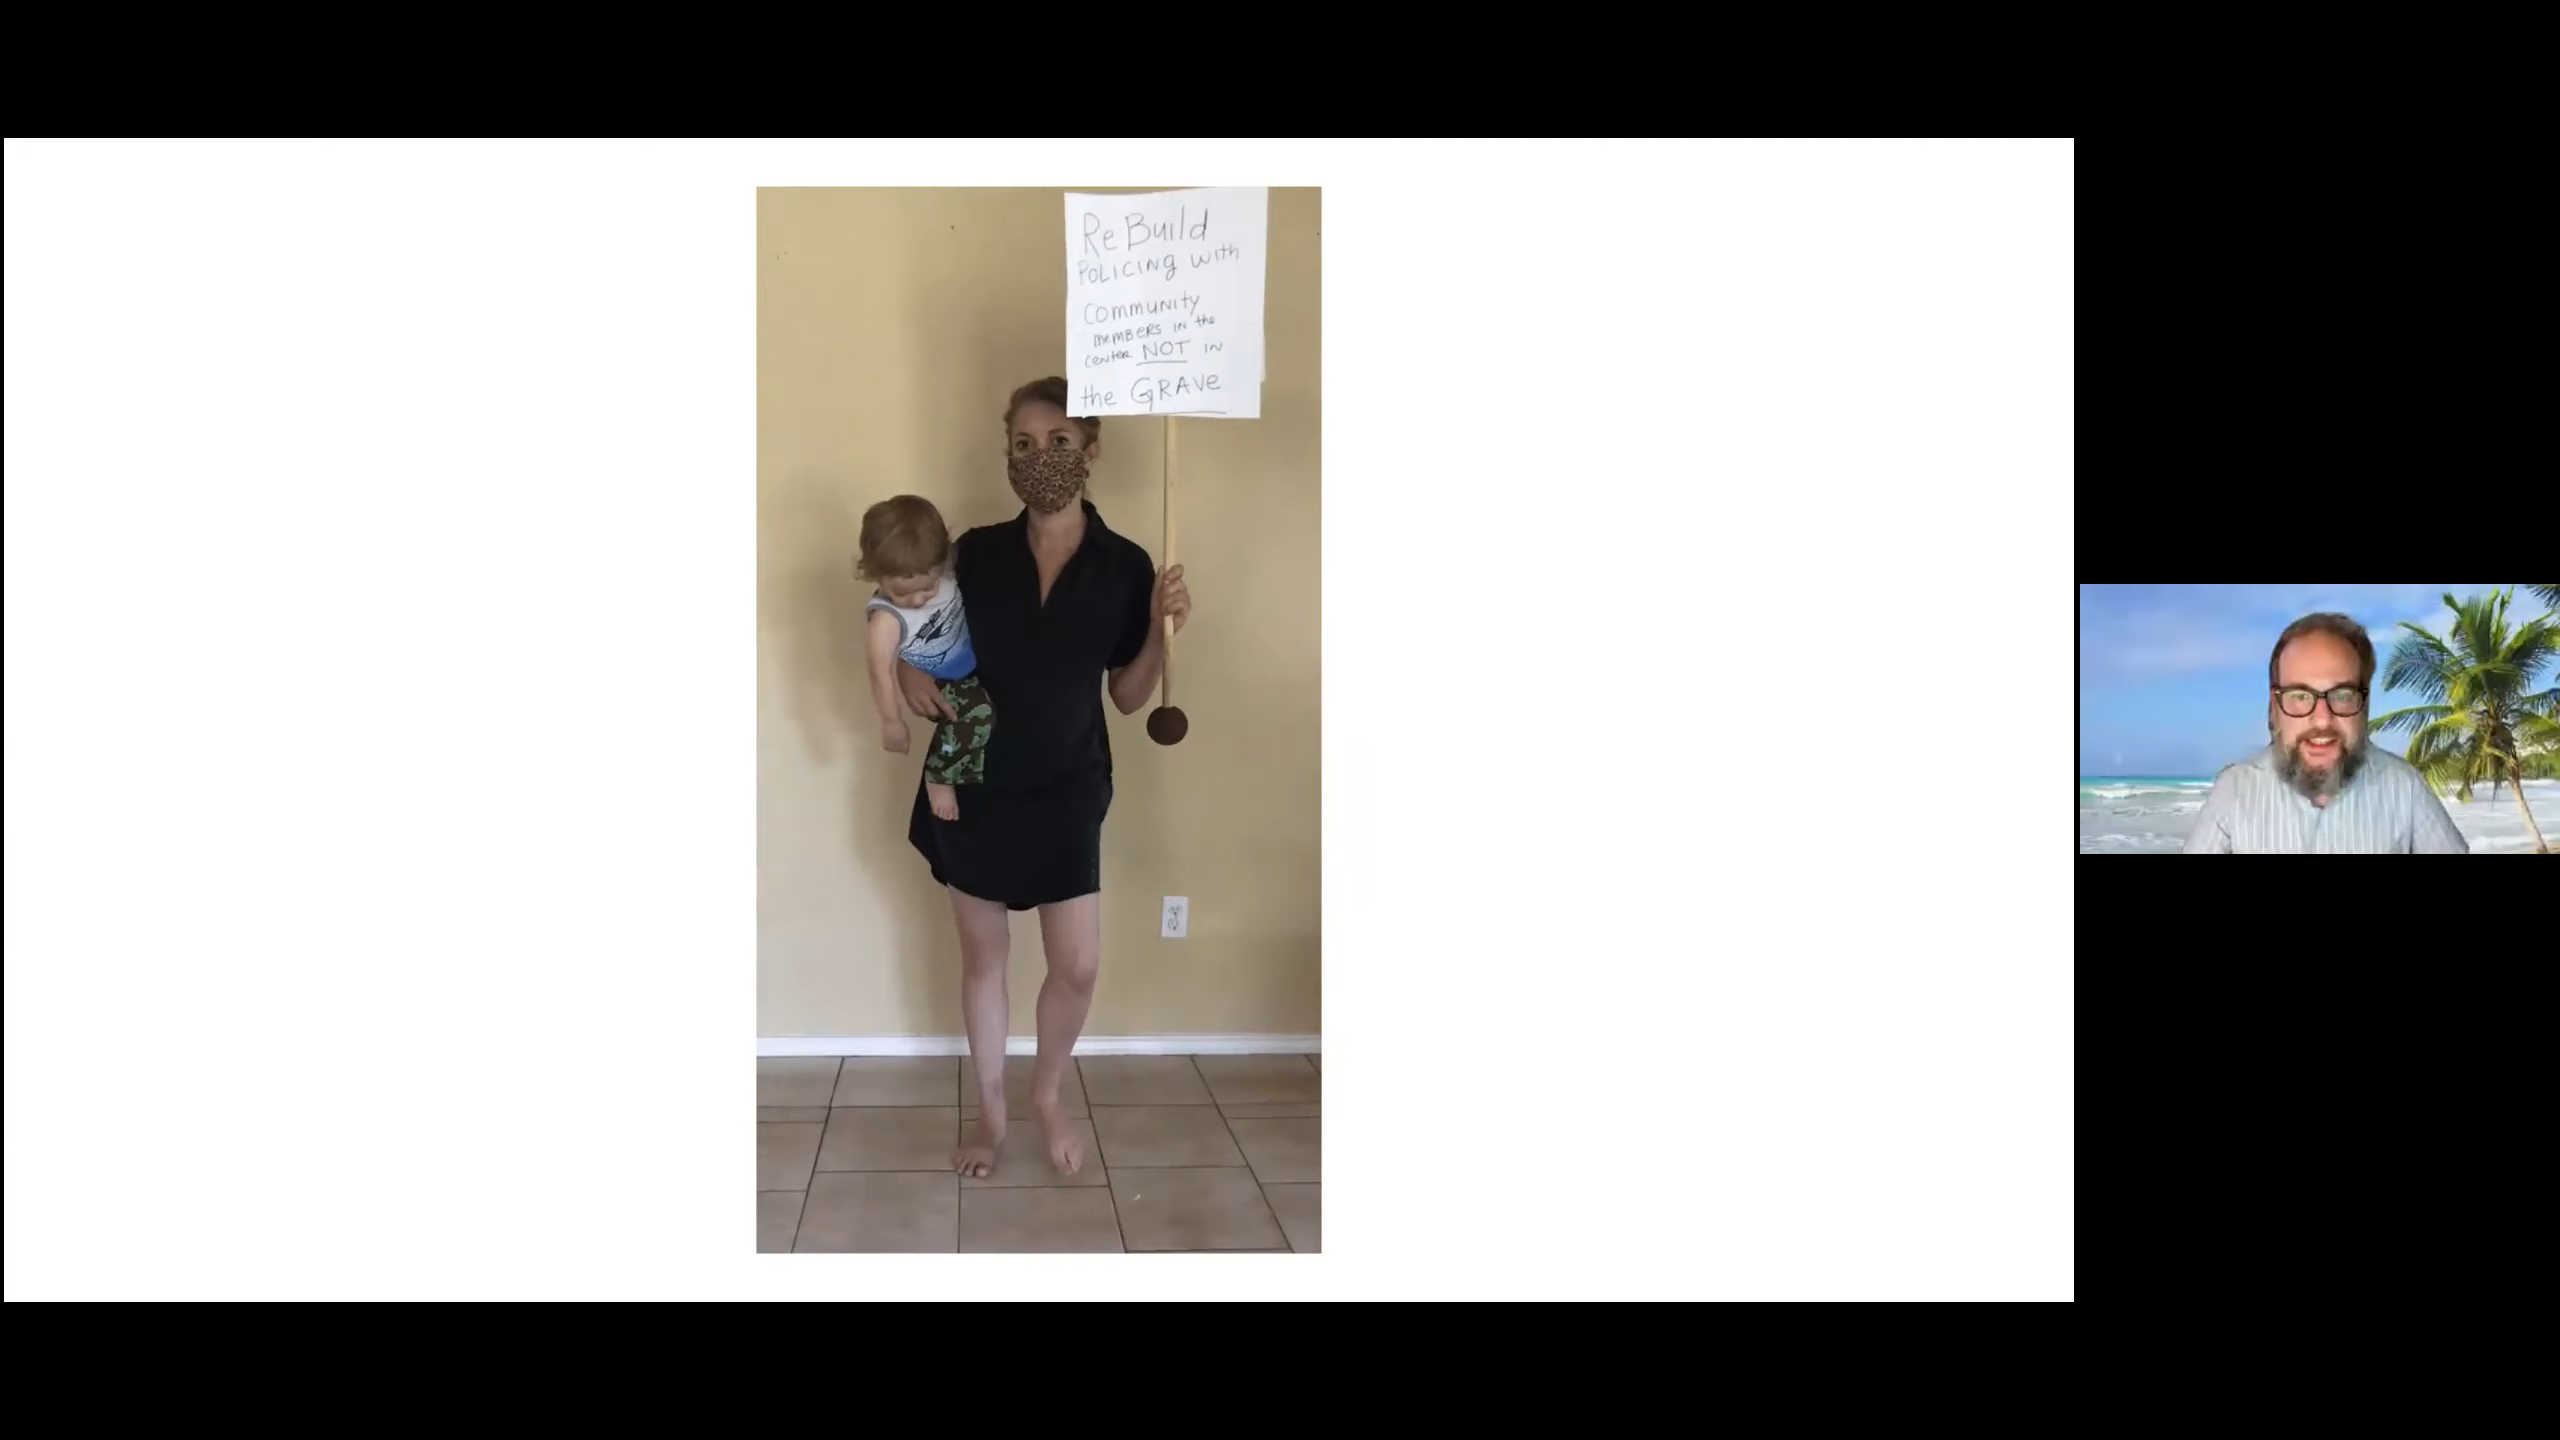 ReBuild
POLICING with
Community
memBERS IN the
center NOT IN
the GRAVe